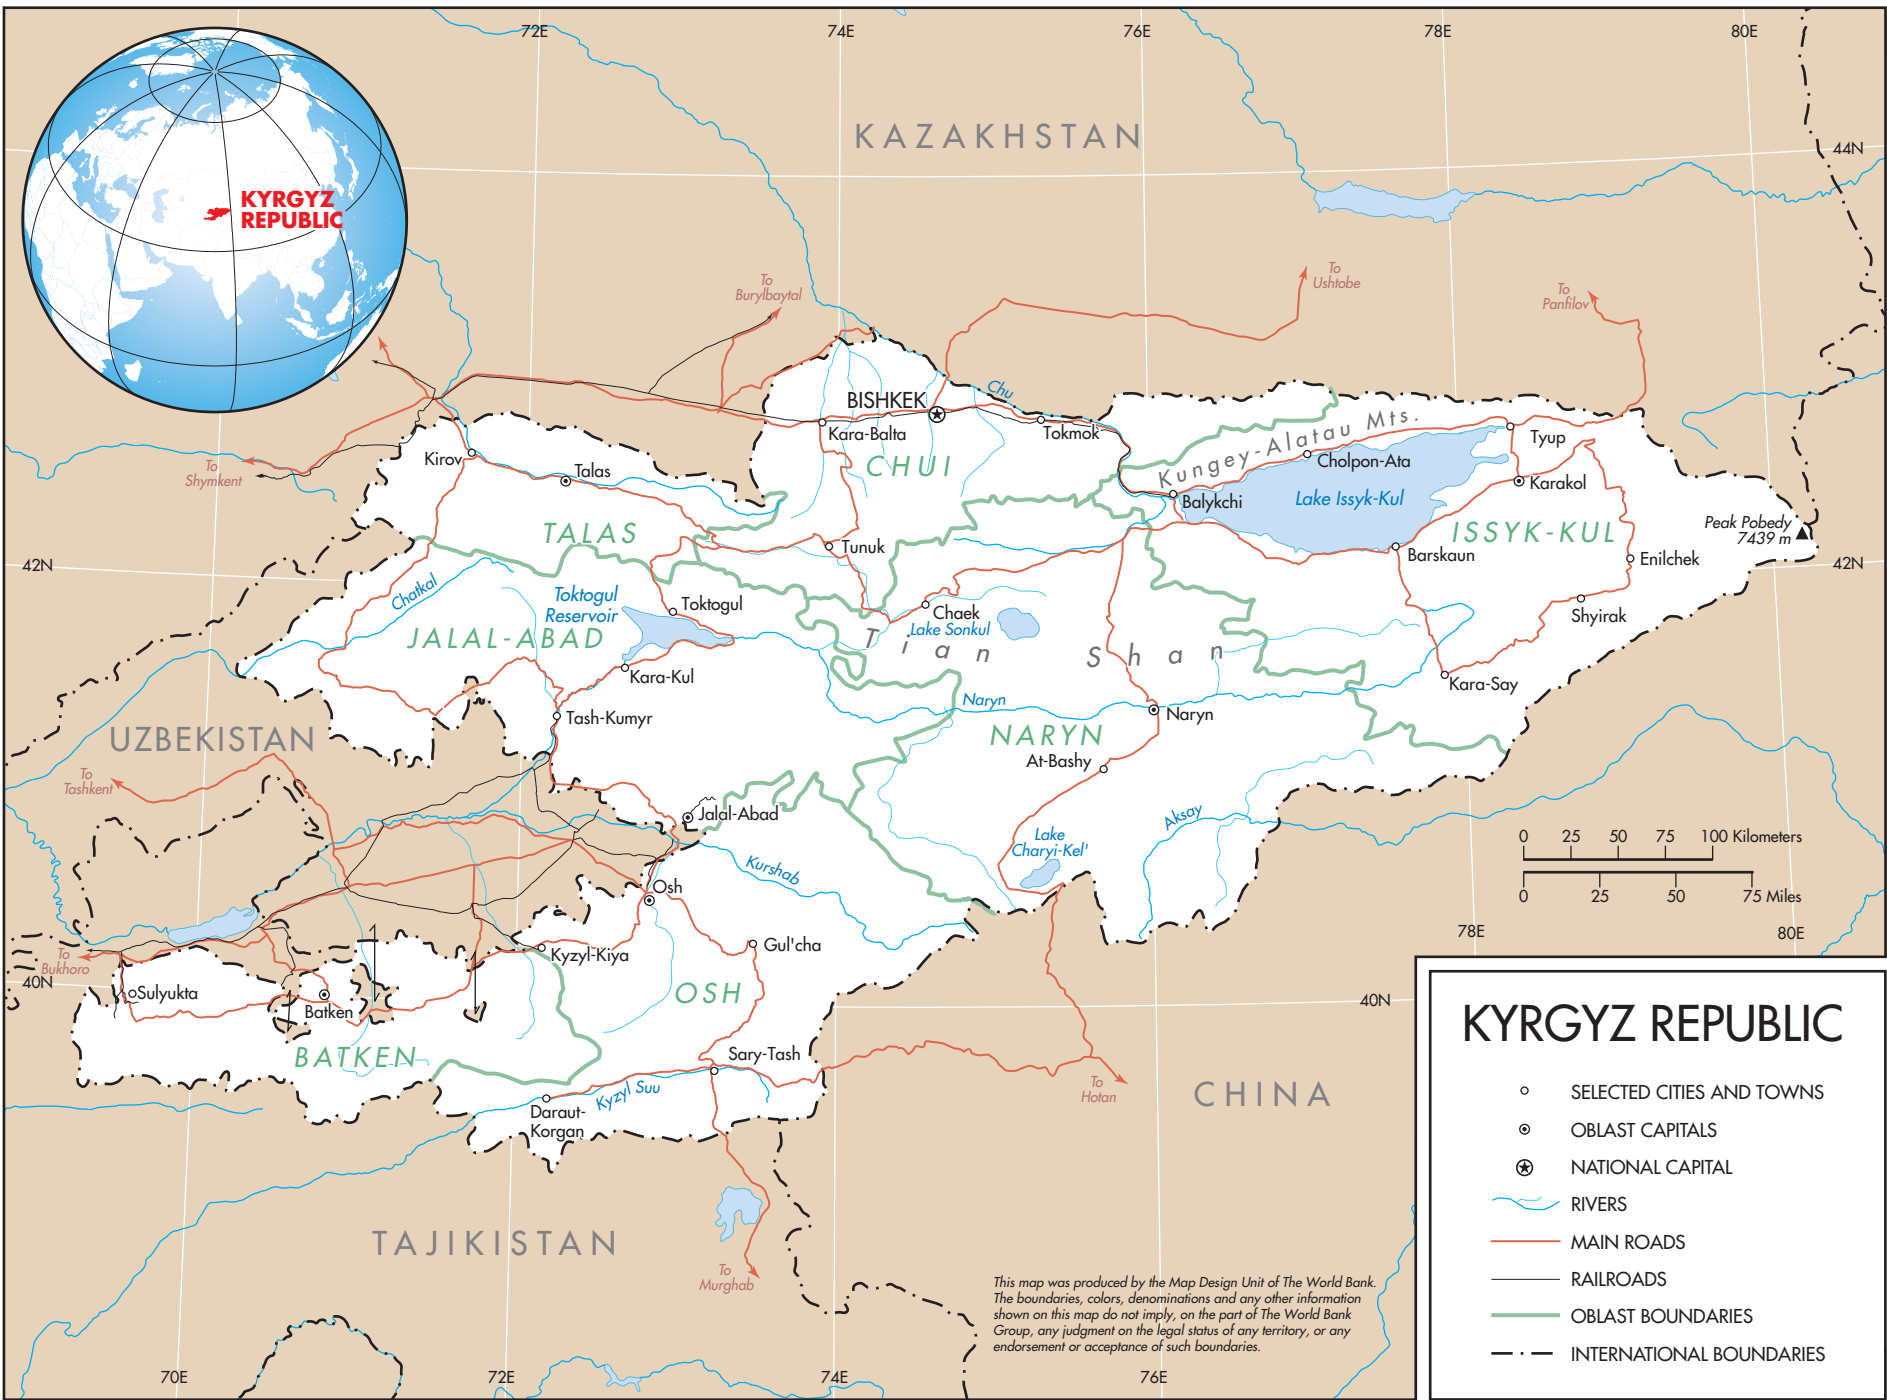 72E
74E
76E
78E
80E
KAZAKHSTAN
44N
KYRGYZ
REPUBLIC
To
Burylbaytal
To
Ushtobe
To
Panfilov
BISHKEK
Chu
Kara-Balta
Tokmok
Kungey-Alatau Mts.
Tyup
Kirov
Talas
CHUI
Cholpon-Ata
To
Shymkent
Karakol
Balykchi
Lake Issyk-Kul
TALAS
ISSYK-KUL
Peak Pobedy
7439 m
Tunuk
Barskaun
Enilchek
42N
42N
Chatkal
Toktogul
Reservoir
Toktogul
Chaek
Lake Sonkul
Shyirak
JALAL-ABAD
Tian Shan
Kara-Kul
Kara-Say
Naryn
Naryn
Tash-Kumyr
UZBEKISTAN
NARYN
At-Bashy
To
Tashkent
Jalal-Abad
Aksay
Lake
Charyi-Kel'
0 25 50 75 100 Kilometers
0 25 50 75 Miles
Kurshab
Osh
78E
80E
Gul'cha
Kyzyl-Kiya
To
Bukhoro
40N
Sulyukta
OSH
40N
Batken
BATKEN
Sary-Tash
Kyzyl Suu
Daraut-
Korgan
To
Hotan
CHINA
TAJIKISTAN
To
Murghab
This map was produced by the Map Design Unit of The World Bank.
The boundaries, colors, denominations and any other information
shown on this map do not imply, on the part of The World Bank
Group, any judgment on the legal status of any territory, or any
endorsement or acceptance of such boundaries.
70E
72E
74E
76E
KYRGYZ REPUBLIC
SELECTED CITIES AND TOWNS
OBLAST CAPITALS
NATIONAL CAPITAL
RIVERS
MAIN ROADS
RAILROADS
OBLAST BOUNDARIES
INTERNATIONAL BOUNDARIES